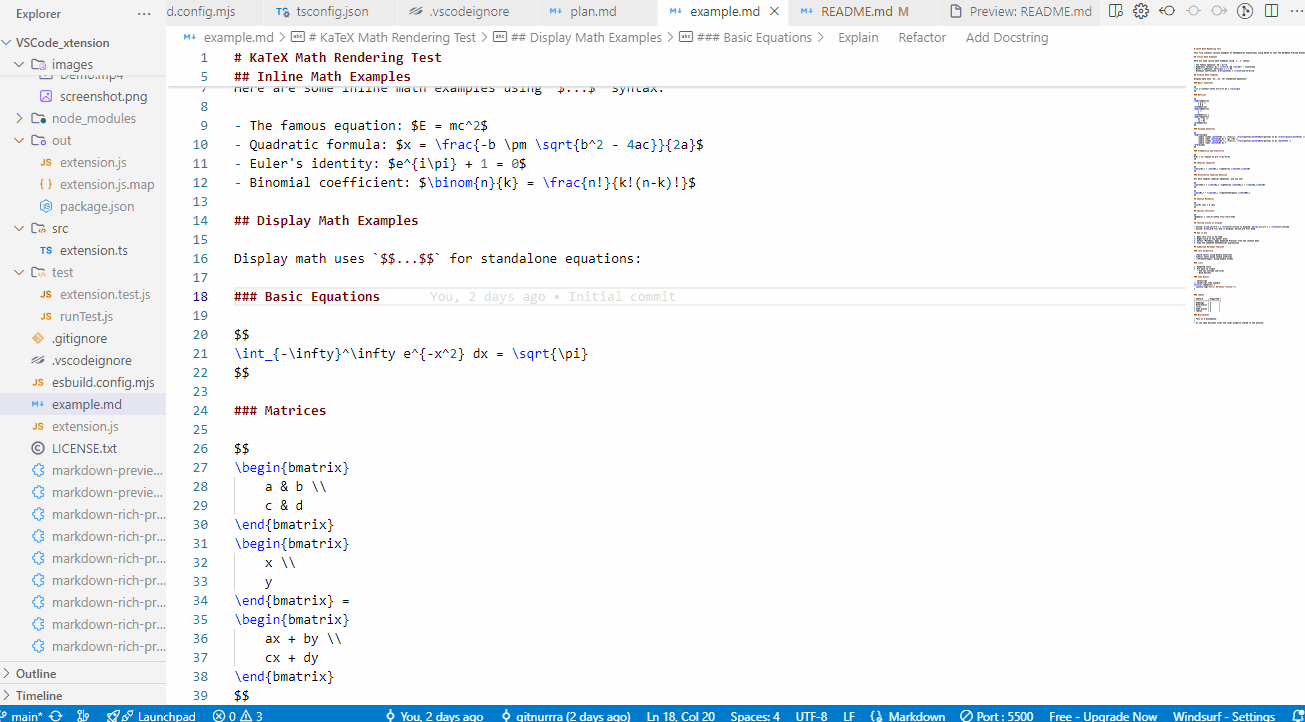 Explorer ...
d.config.mjs tsconfig.json .vscodeignore plan.md example.md README.md M Preview: README.md
example.md > # KaTeX Math Rendering Test > ## Display Math Examples > ### Basic Equations > Explain Refactor Add Docstring
VSCode_xtension
images
Demo.mp4
screenshot.png
node_modules
out
extension.js
extension.js.map
package.json
src
extension.ts
test
extension.test.js
runTest.js
.gitignore
.vscodeignore
esbuild.config.mjs
example.md
extension.js
LICENSE.txt
markdown-previe...
markdown-previe...
markdown-rich-pr...
markdown-rich-pr...
markdown-rich-pr...
markdown-rich-pr...
markdown-rich-pr...
markdown-rich-pr...
markdown-rich-pr...
Outline
Timeline
1 # KaTeX Math Rendering Test
5 ## Inline Math Examples
7 Here are some inline math examples using `$...$` syntax:
8
9 - The famous equation: $E = mc^2$
10 - Quadratic formula: $x = \frac{-b \pm \sqrt{b^2 - 4ac}}{2a}$
11 - Euler's identity: $e^{i\pi} + 1 = 0$
12 - Binomial coefficient: $\binom{n}{k} = \frac{n!}{k!(n-k)!}$
13
14 ## Display Math Examples
15
16 Display math uses `$$...$$` for standalone equations:
17
18 ### Basic Equations You, 2 days ago • Initial commit
19
20 $$
21 \int_{-\infty}^\infty e^{-x^2} dx = \sqrt{\pi}
22 $$
23
24 ### Matrices
25
26 $$
27 \begin{bmatrix}
28 a & b \\
29 c & d
30 \end{bmatrix}
31 \begin{bmatrix}
32 x \\
33 y
34 \end{bmatrix} =
35 \begin{bmatrix}
36 ax + by \\
37 cx + dy
38 \end{bmatrix}
39 $$
main* Launchpad 0 3 You, 2 days ago gitnurrra (2 days ago) Ln 18, Col 20 Spaces: 4 UTF-8 LF Markdown Port : 5500 Free - Upgrade Now Windsurf - Settings